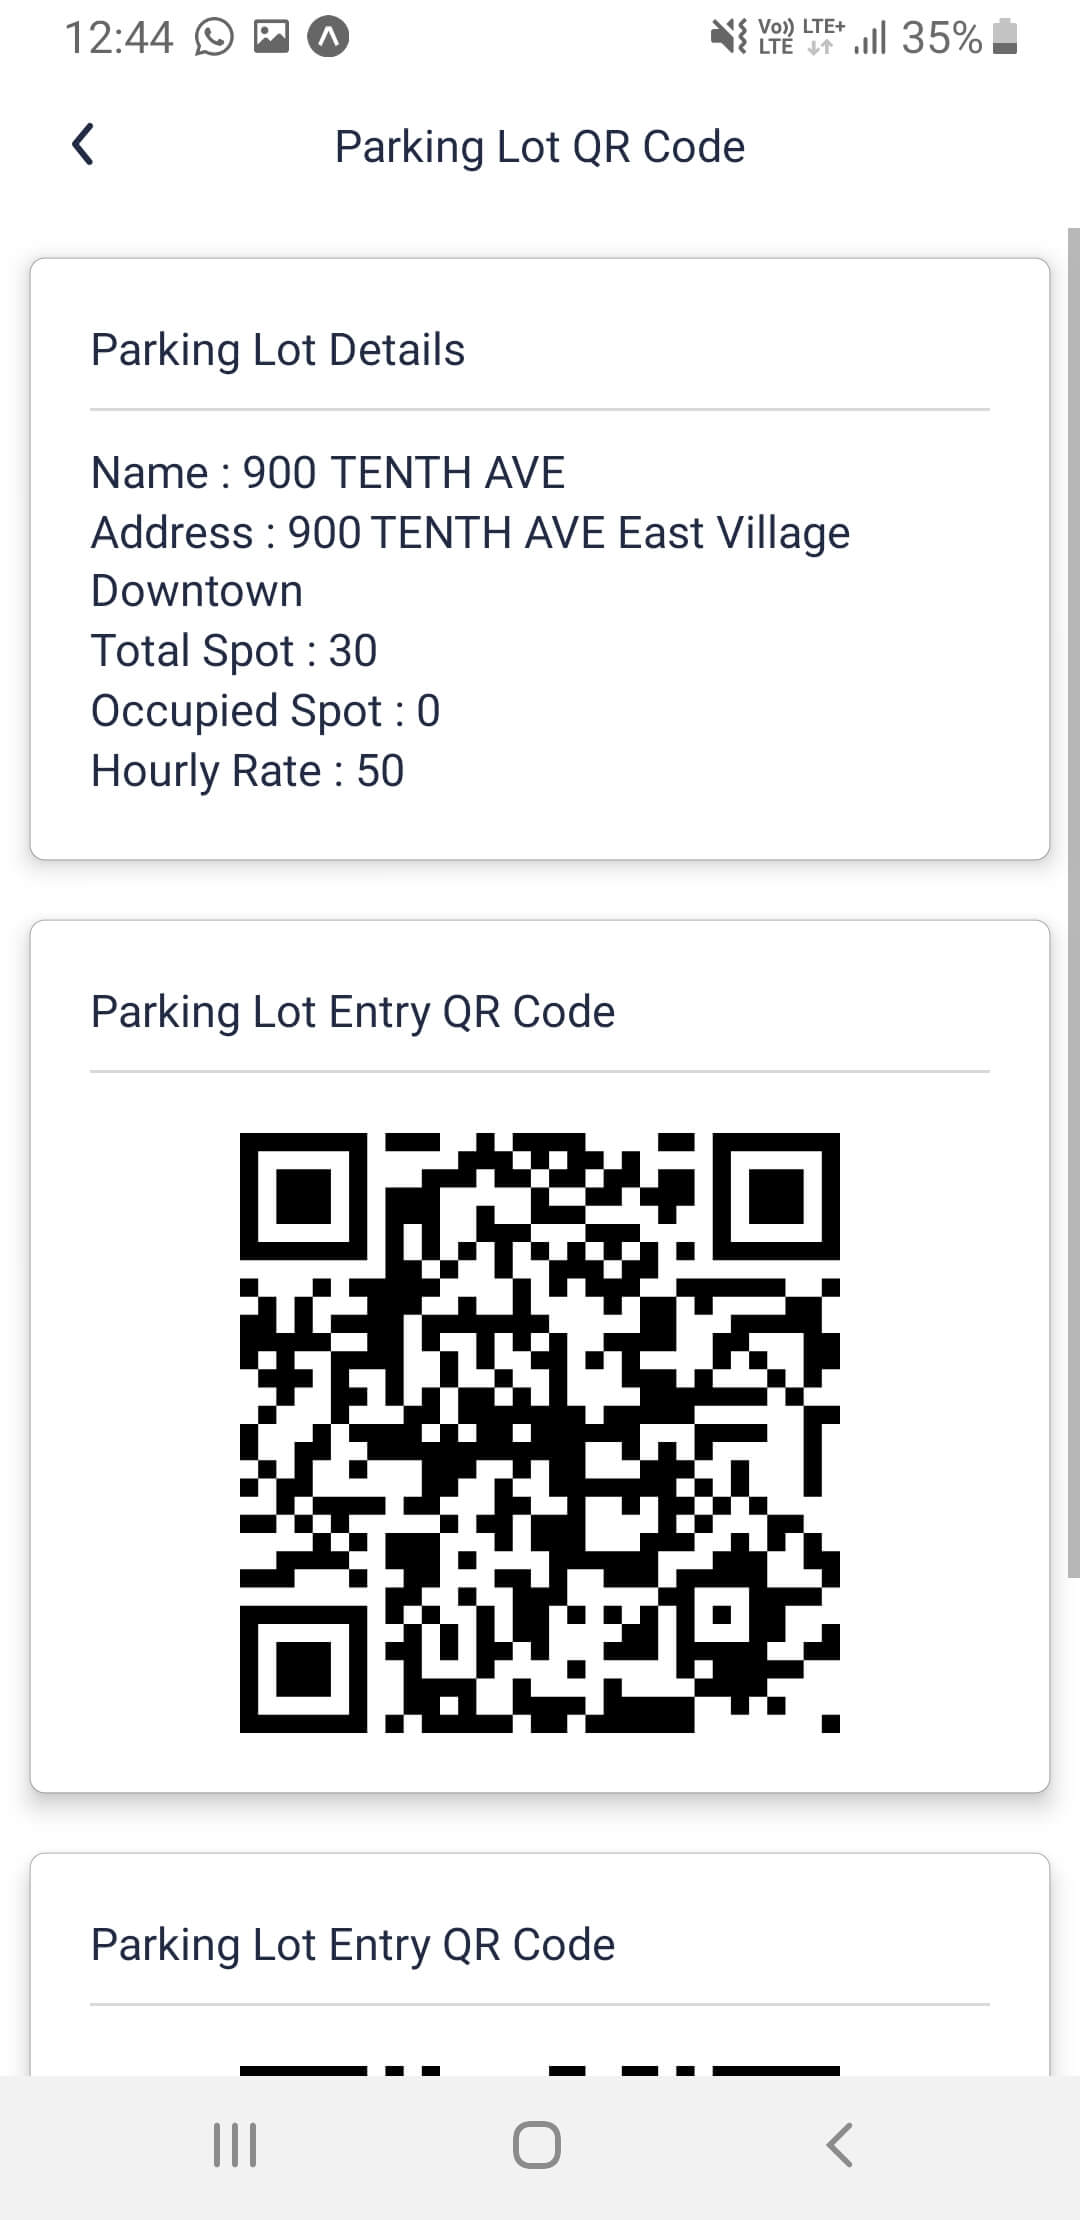 12:44 Vo)) LTE LTE+ 35%
Parking Lot QR Code
Parking Lot Details
Name : 900 TENTH AVE
Address : 900 TENTH AVE East Village
Downtown
Total Spot : 30
Occupied Spot : 0
Hourly Rate : 50
Parking Lot Entry QR Code
Parking Lot Entry QR Code